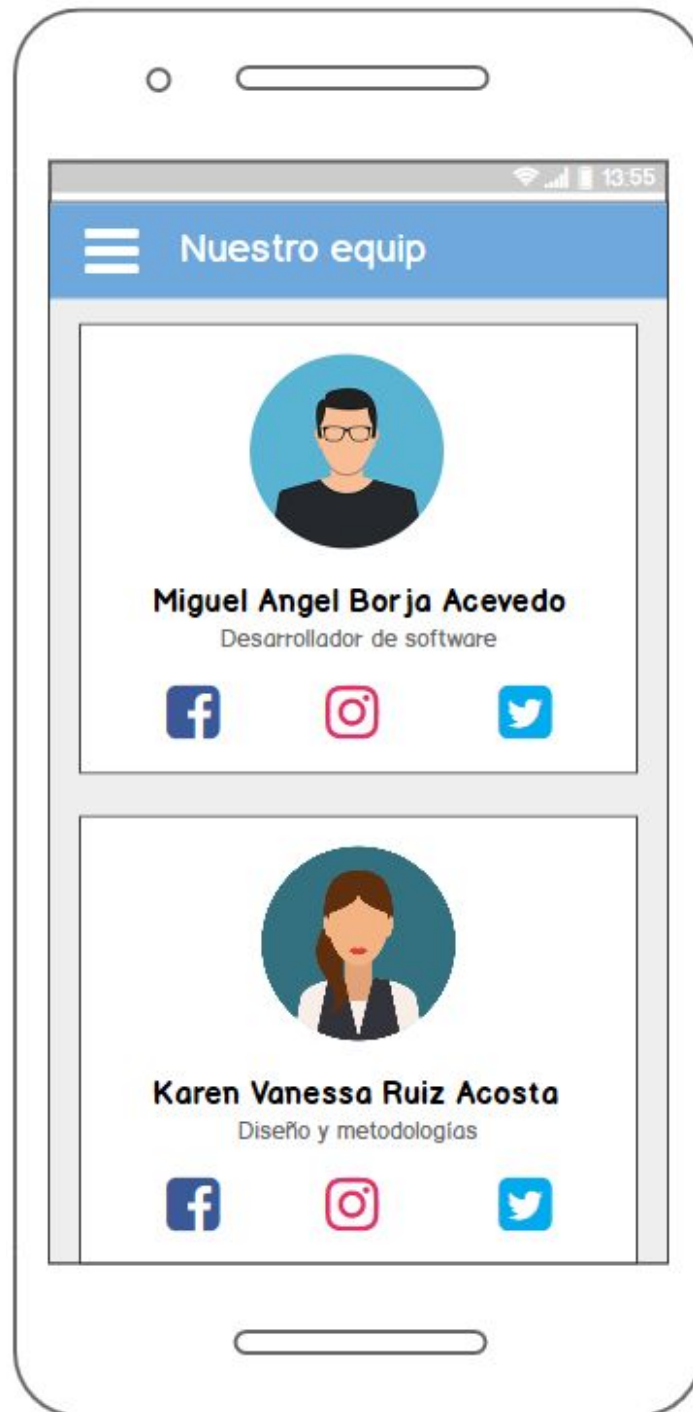 13:55
Nuestro equip
Miguel Angel Borja Acevedo
Desarrollador de software
Karen Vanessa Ruiz Acosta
Diseño y metodologías